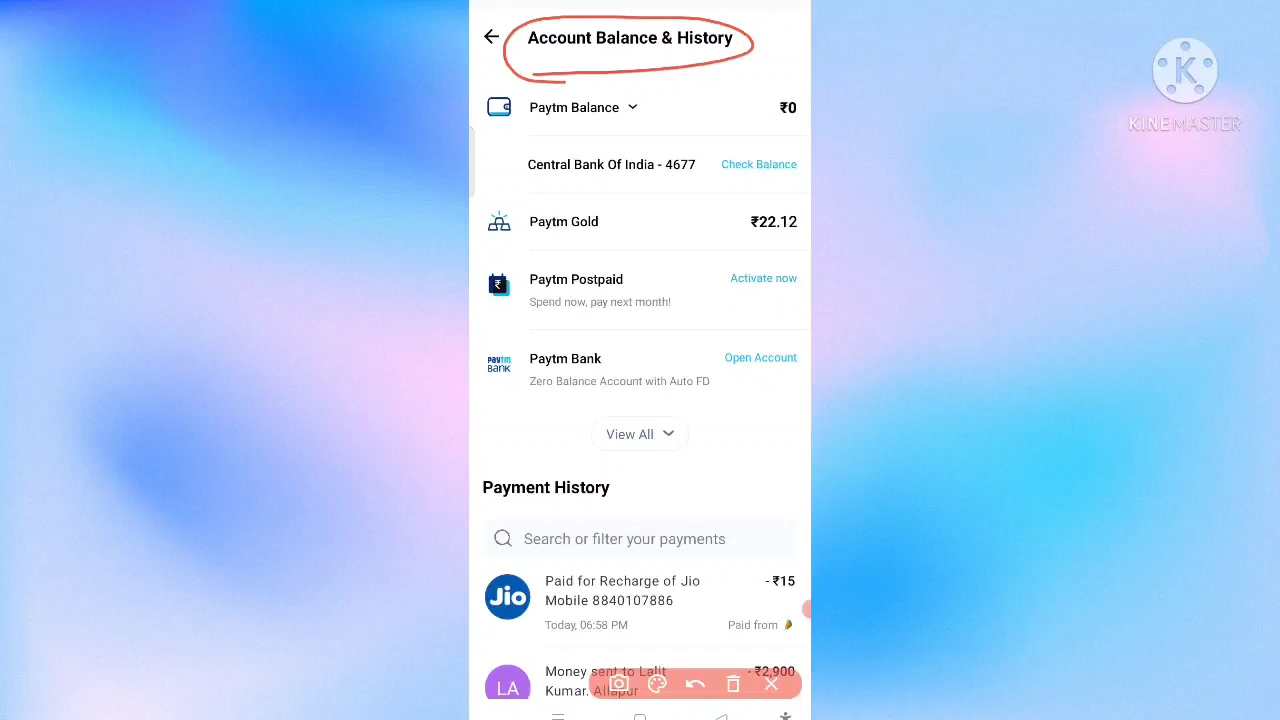 Account Balance & History
K
KINEMASTER
Paytm Balance ₹0
Central Bank Of India - 4677 Check Balance
Paytm Gold ₹22.12
₹
Paytm Postpaid Activate now
Spend now, pay next month!
paytm
BANK
Paytm Bank Open Account
Zero Balance Account with Auto FD
View All
Payment History
Search or filter your payments
Jio
Paid for Recharge of Jio - ₹15
Mobile 8840107886
Today, 06:58 PM Paid from
LA
Money sent to Lalit - ₹2,900
Kumar. Allapur